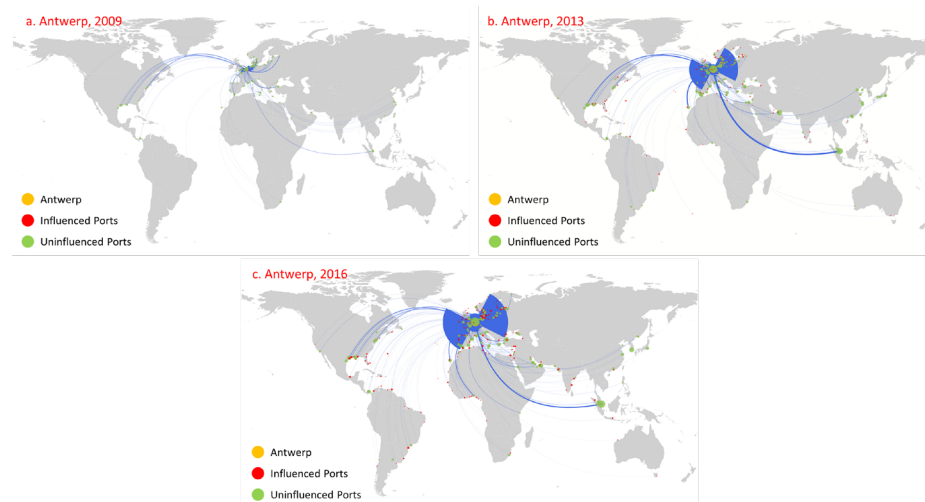 a. Antwerp, 2009
Antwerp
Influenced Ports
Uninfluenced Ports
b. Antwerp, 2013
Antwerp
Influenced Ports
Uninfluenced Ports
c. Antwerp, 2016
Antwerp
Influenced Ports
Uninfluenced Ports